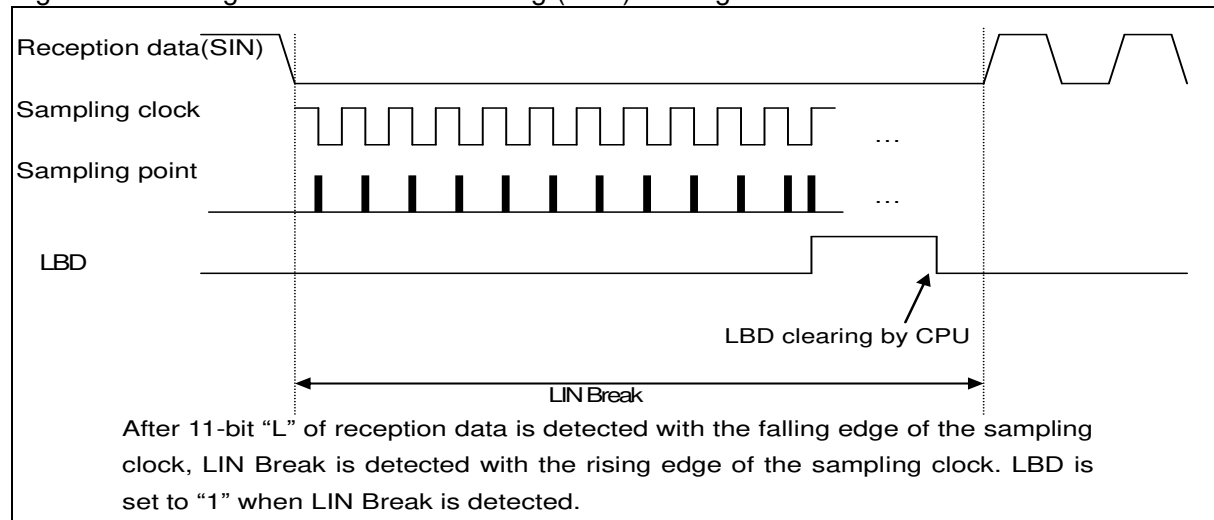 Reception data(SIN)
Sampling clock
...
Sampling point
...
LBD
LBD clearing by CPU
LIN Break
After 11-bit “L” of reception data is detected with the falling edge of the sampling
clock, LIN Break is detected with the rising edge of the sampling clock. LBD is
set to “1” when LIN Break is detected.